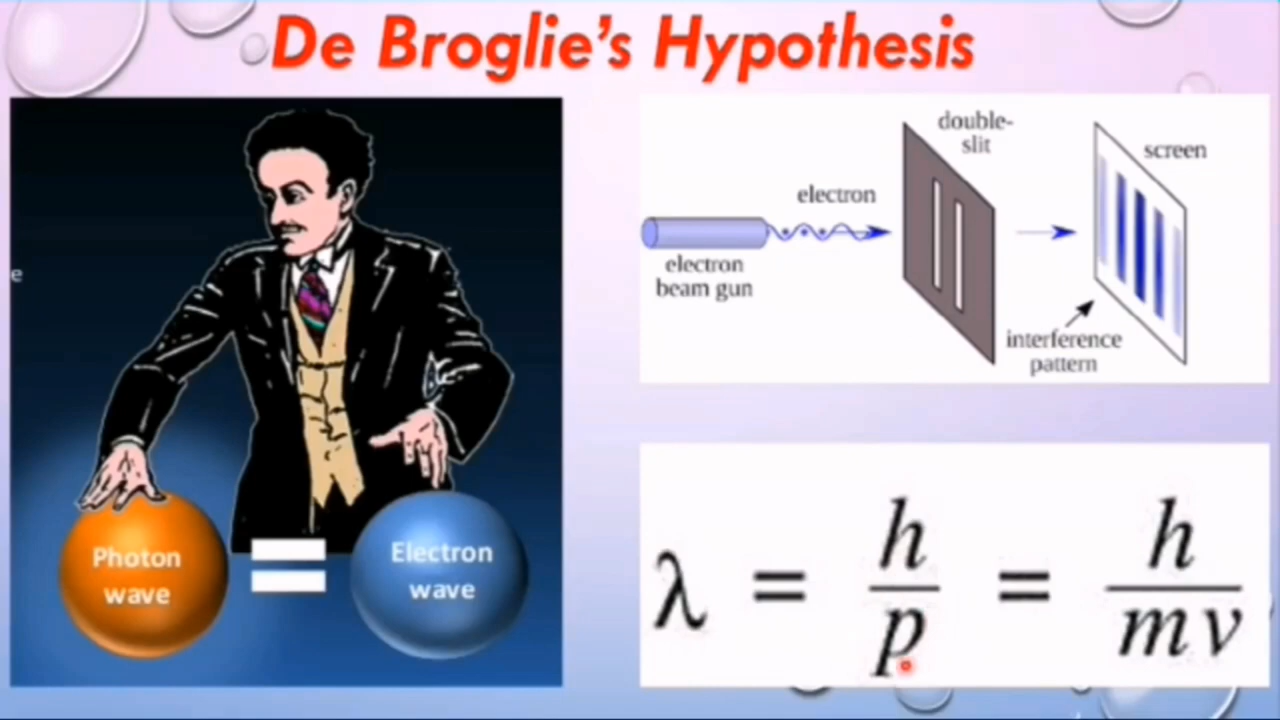 De Broglie's Hypothesis
e
Photon
wave
Electron
wave
double-
slit
screen
electron
electron
beam gun
interference
pattern
λ = h/p = h/mv